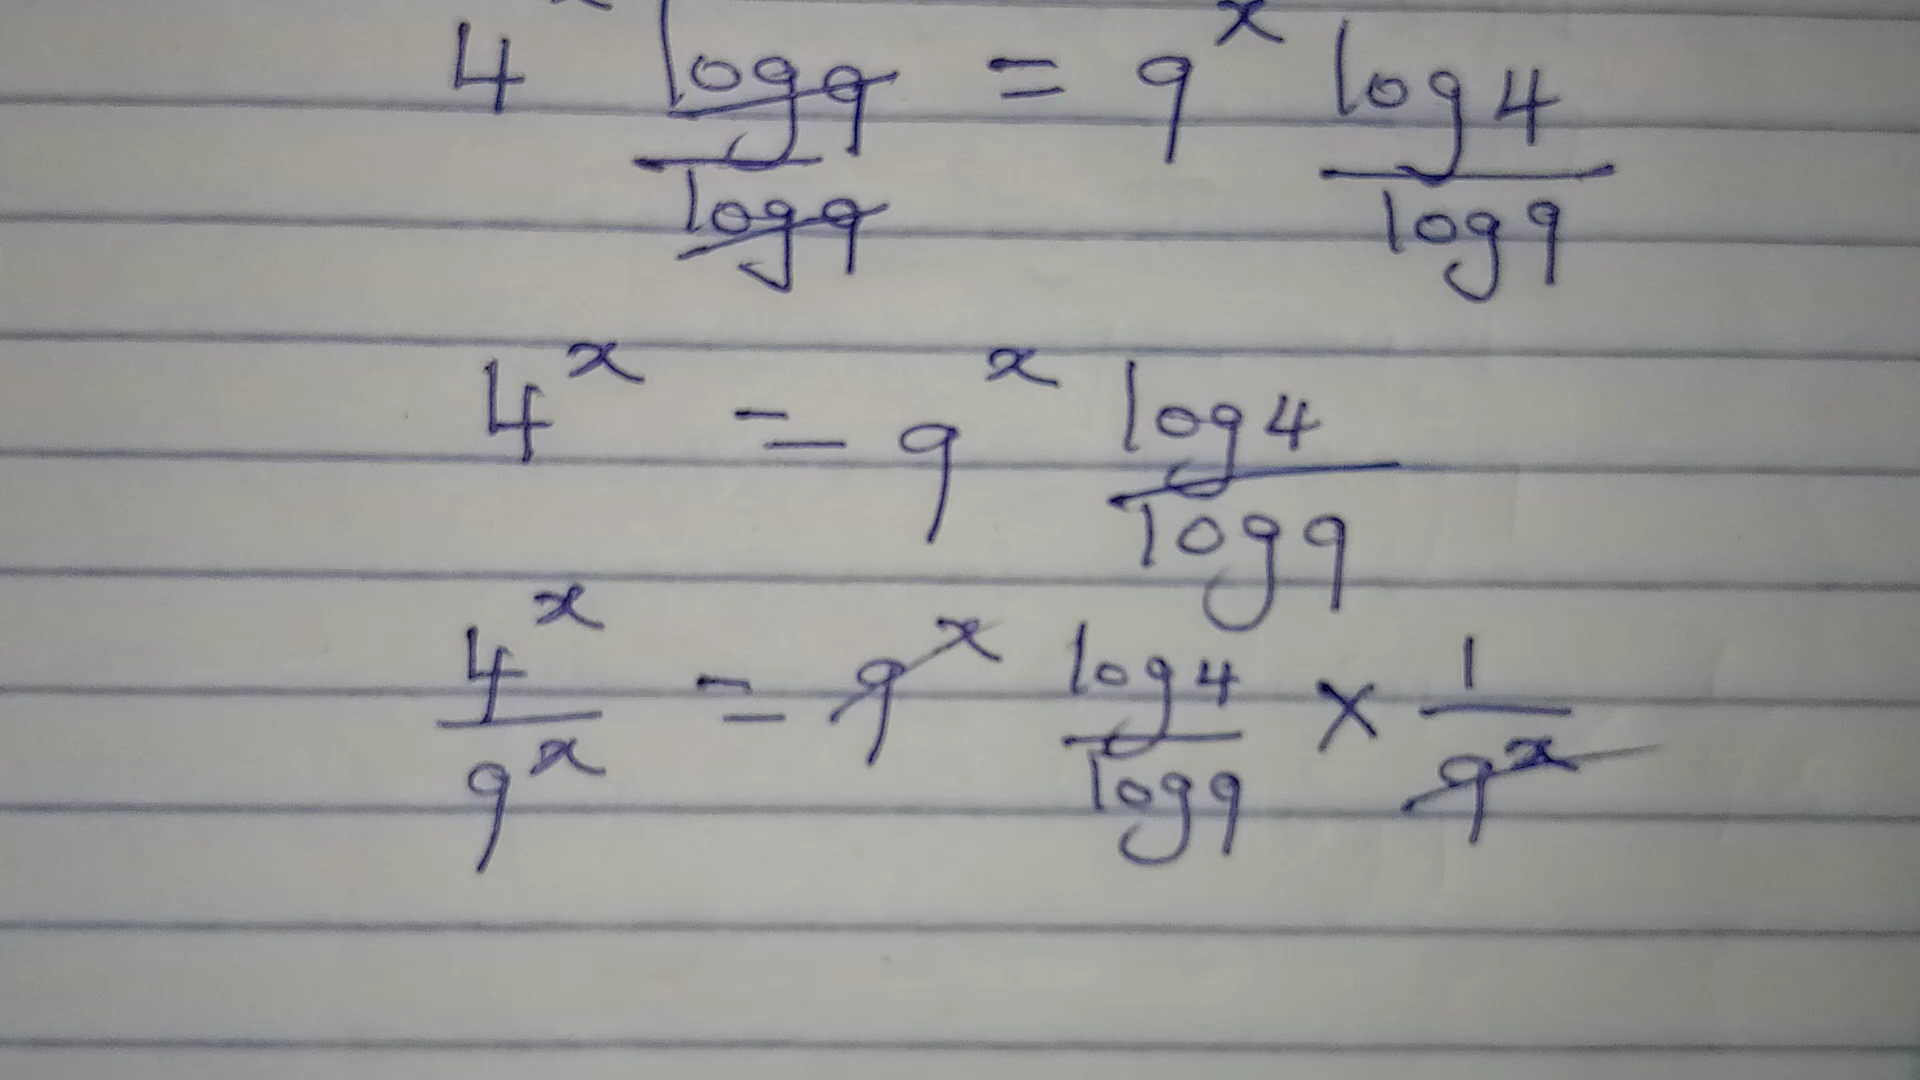 4^x log9/log9 = 9^x log4/log9
4^x = 9^x log4/log9
4^x/9^x = 9^x log4/log9 × 1/9^x